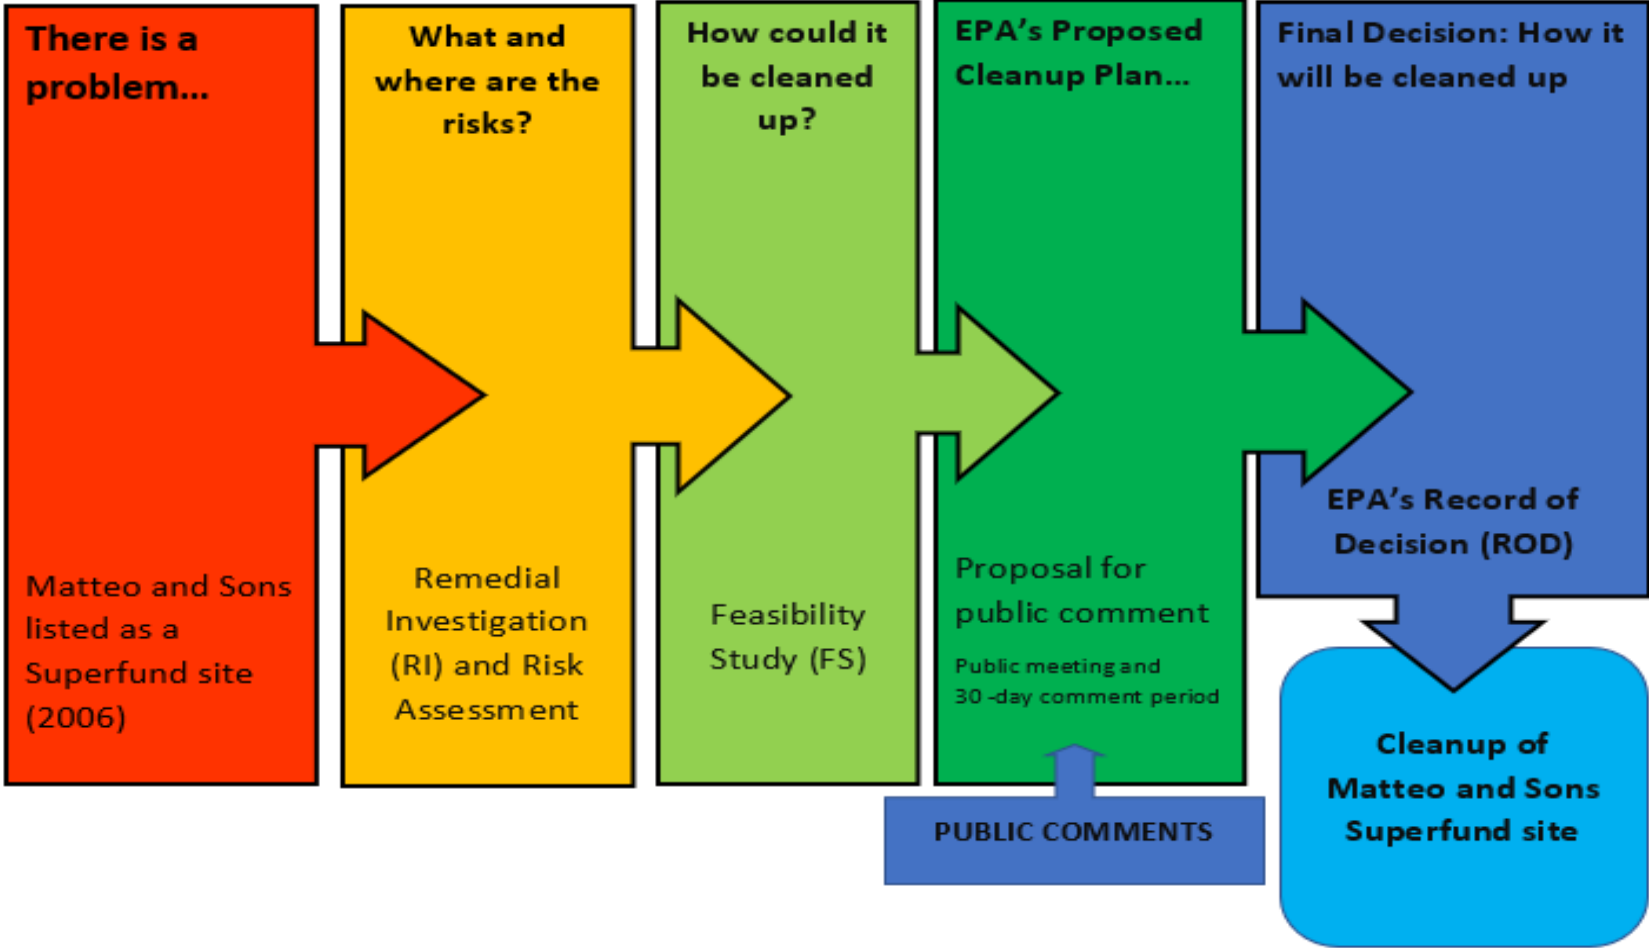 There is a
problem...
Matteo and Sons
listed as a
Superfund site
(2006)
What and
where are the
risks?
Remedial
Investigation
(RI) and Risk
Assessment
How could it
be cleaned
up?
Feasibility
Study (FS)
EPA’s Proposed
Cleanup Plan...
Proposal for
public comment
Public meeting and
30 -day comment period
PUBLIC COMMENTS
Final Decision: How it
will be cleaned up
EPA’s Record of
Decision (ROD)
Cleanup of
Matteo and Sons
Superfund site